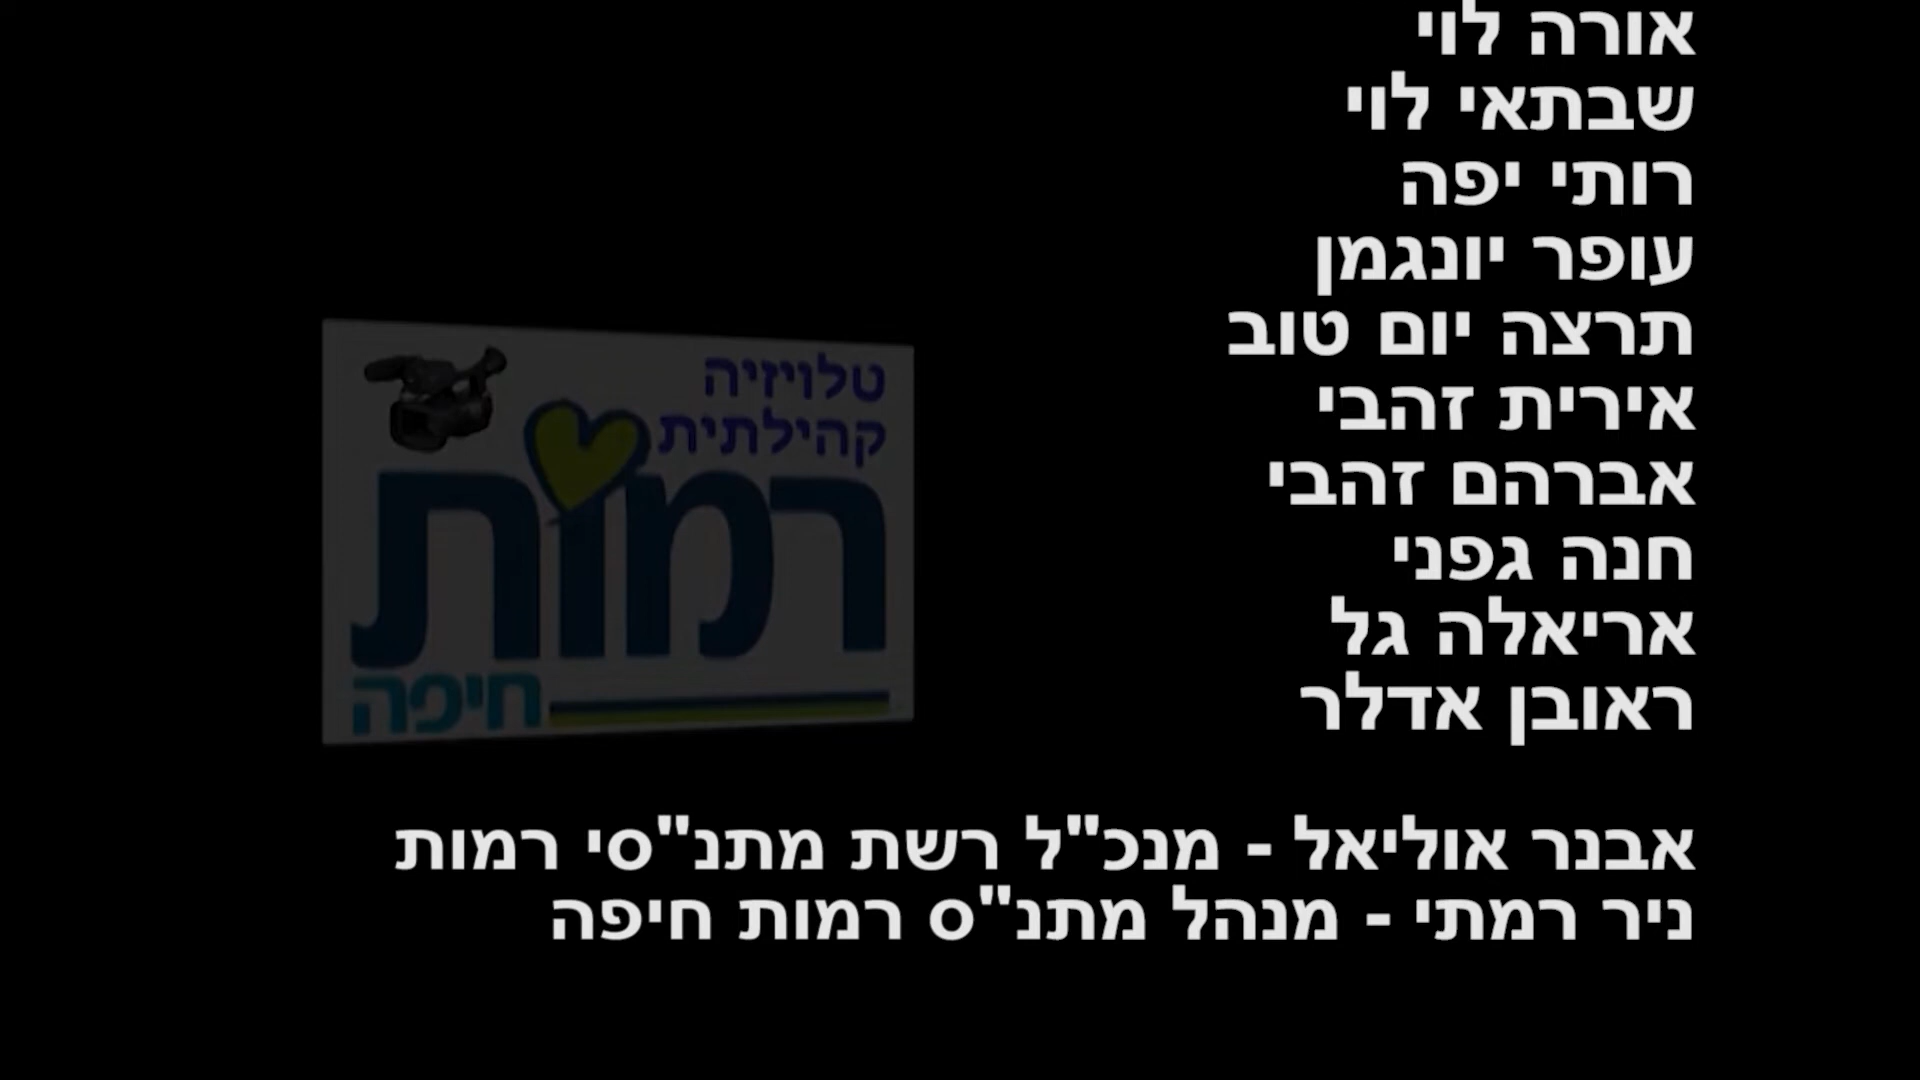 אורה לוי
שבתאי לוי
רותי יפה
עופר יונגמן
תרצה יום טוב
אירית זהבי
אברהם זהבי
חנה גפני
אריאלה גל
ראובן אדלר
טלויזיה
קהילתית
רמות
חיפה
אבנר אוליאל - מנכ"ל רשת מתנ"סי רמות
ניר רמתי - מנהל מתנ"ס רמות חיפה